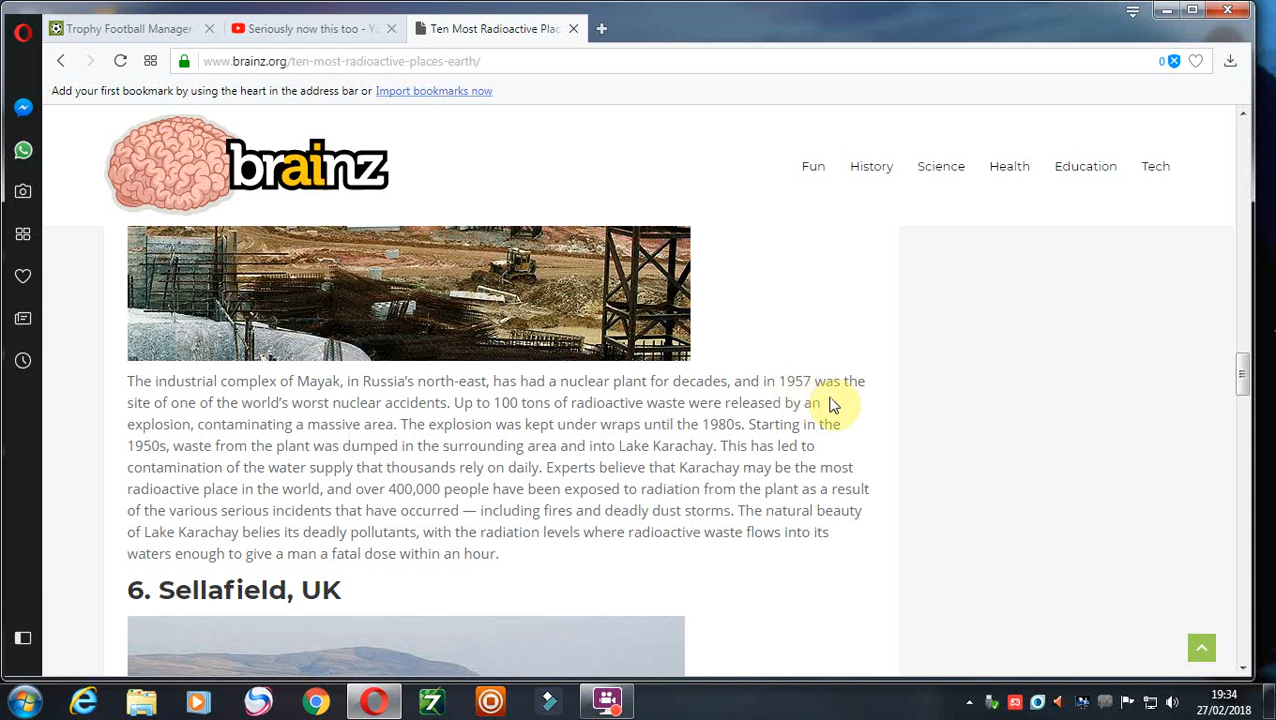 Trophy Football Manager
Seriously now this too - Yo
Ten Most Radioactive Plac
www.brainz.org/ten-most-radioactive-places-earth/
0
Add your first bookmark by using the heart in the address bar or Import bookmarks now
brainz
Fun History Science Health Education Tech
The industrial complex of Mayak, in Russia’s north-east, has had a nuclear plant for decades, and in 1957 was the
site of one of the world’s worst nuclear accidents. Up to 100 tons of radioactive waste were released by an
explosion, contaminating a massive area. The explosion was kept under wraps until the 1980s. Starting in the
1950s, waste from the plant was dumped in the surrounding area and into Lake Karachay. This has led to
contamination of the water supply that thousands rely on daily. Experts believe that Karachay may be the most
radioactive place in the world, and over 400,000 people have been exposed to radiation from the plant as a result
of the various serious incidents that have occurred — including fires and deadly dust storms. The natural beauty
of Lake Karachay belies its deadly pollutants, with the radiation levels where radioactive waste flows into its
waters enough to give a man a fatal dose within an hour.
6. Sellafield, UK
19:34
27/02/2018